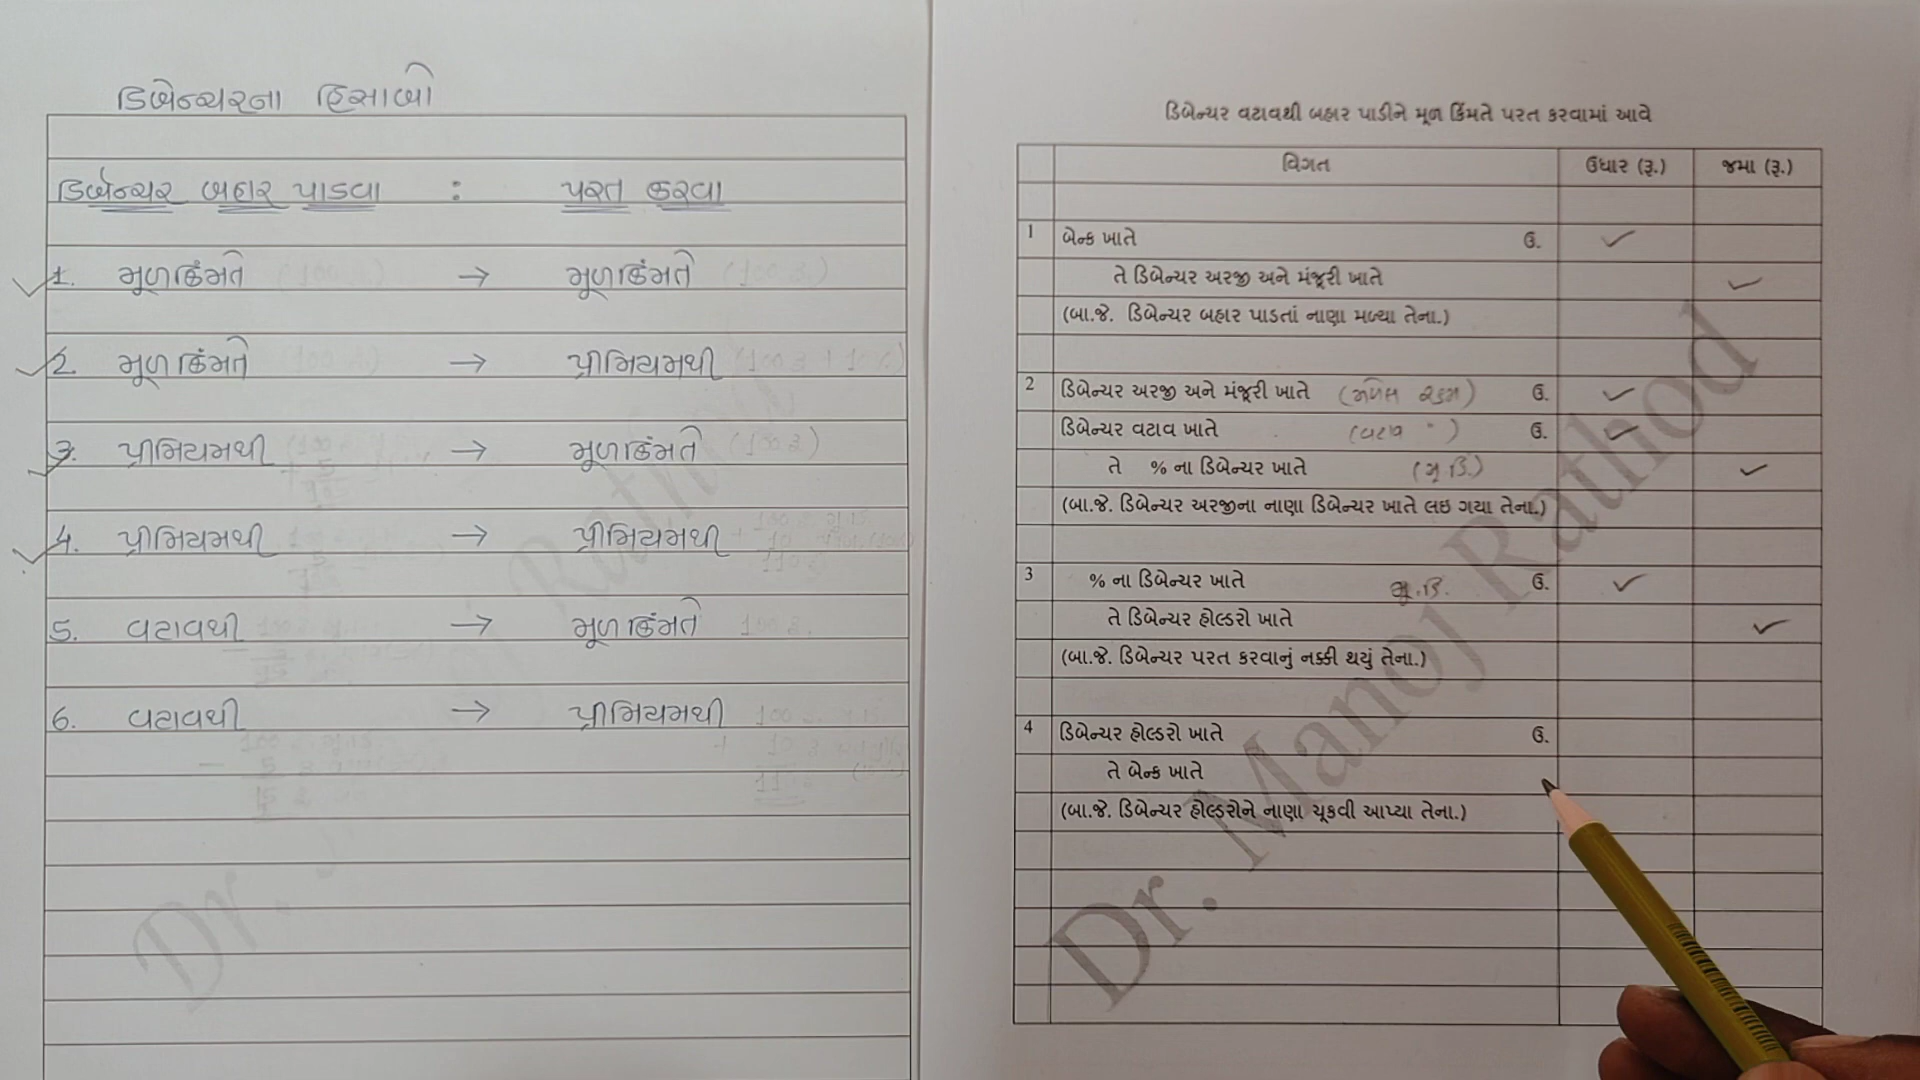 ડિબેન્ચરના હિસાબો
ડિબેન્ચર બહાર પાડવા : પરત કરવા
1. મૂળકિંમતે → મૂળકિંમતે
2. મૂળકિંમતે → પ્રીમિયમથી
3. પ્રીમિયમથી → મૂળકિંમતે
4. પ્રીમિયમથી → પ્રીમિયમથી
5. વટાવથી → મૂળકિંમતે
6. વટાવથી → પ્રીમિયમથી
ડિબેન્ચર વટાવથી બહાર પાડીને મૂળ કિંમતે પરત કરવામાં આવે
વિગત ઉધાર (રૂ.) જમા (રૂ.)
1 બેન્ક ખાતે ઉ. ✓
તે ડિબેન્ચર અરજી અને મંજૂરી ખાતે ✓
(બા.જે. ડિબેન્ચર બહાર પાડતાં નાણા મળ્યા તેના.)
2 ડિબેન્ચર અરજી અને મંજૂરી ખાતે (મળેલ રકમ) ઉ. ✓
ડિબેન્ચર વટાવ ખાતે (વટાવ ") ઉ. ✓
તે % ના ડિબેન્ચર ખાતે (મૂ.કિ.) ✓
(બા.જે. ડિબેન્ચર અરજીના નાણા ડિબેન્ચર ખાતે લઇ ગયા તેના.)
3 % ના ડિબેન્ચર ખાતે મૂ.કિ. ઉ. ✓
તે ડિબેન્ચર હોલ્ડરો ખાતે ✓
(બા.જે. ડિબેન્ચર પરત કરવાનું નક્કી થયું તેના.)
4 ડિબેન્ચર હોલ્ડરો ખાતે ઉ.
તે બેન્ક ખાતે
(બા.જે. ડિબેન્ચર હોલ્ડરોને નાણા ચૂકવી આપ્યા તેના.)
Dr. Manoj Rathod